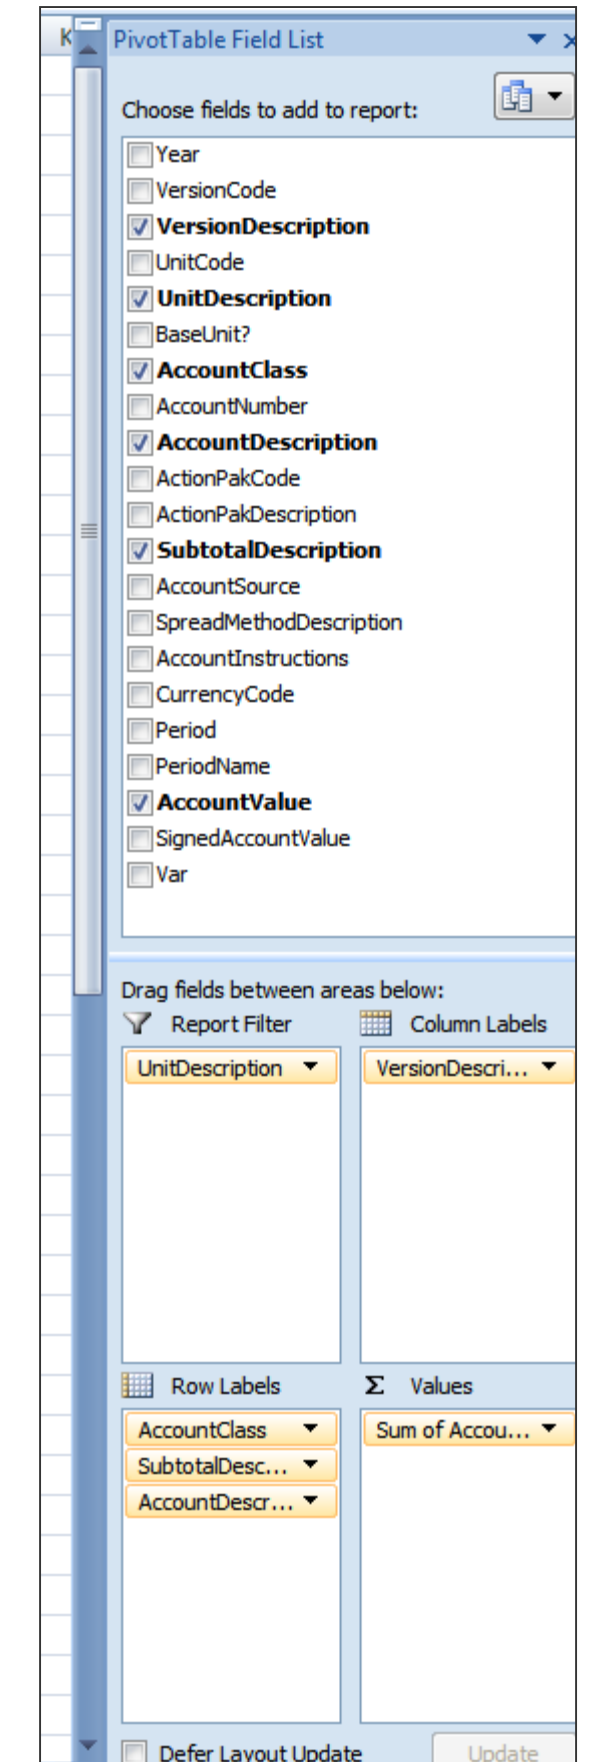 K
PivotTable Field List
Choose fields to add to report:
Year
VersionCode
VersionDescription
UnitCode
UnitDescription
BaseUnit?
AccountClass
AccountNumber
AccountDescription
ActionPakCode
ActionPakDescription
SubtotalDescription
AccountSource
SpreadMethodDescription
AccountInstructions
CurrencyCode
Period
PeriodName
AccountValue
SignedAccountValue
Var
Drag fields between areas below:
Report Filter
Column Labels
UnitDescription
VersionDescri...
Row Labels
Σ Values
AccountClass
SubtotalDesc...
AccountDescr...
Sum of Accou...
Defer Layout Update
Update